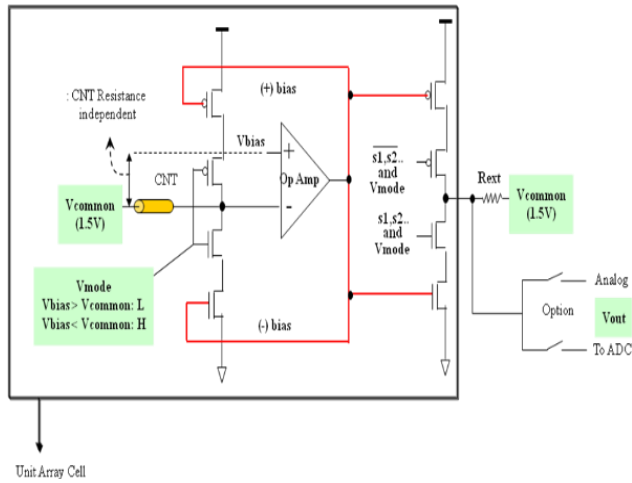 (+) bias
: CNT Resistance
independent
Vbias
+
Op Amp
-
CNT
Vcommon
(1.5V)
s1,s2..
and
Vmode
s1,s2..
and
Vmode
Rext
Vcommon
(1.5V)
Vmode
Vbias> Vcommon: L
Vbias< Vcommon: H
(-) bias
Analog
Option
Vout
To ADC
Unit Array Cell